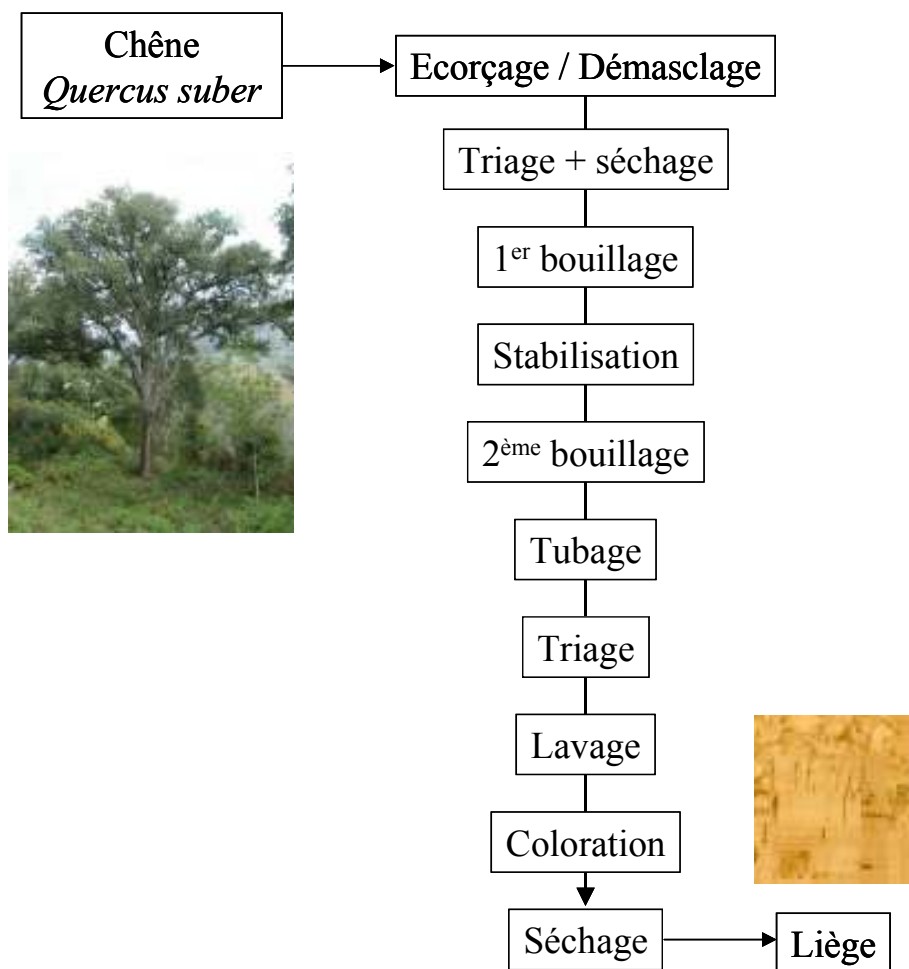 Chêne
Quercus suber
Ecorçage / Démasclage
Triage + séchage
1er bouillage
Stabilisation
2ème bouillage
Tubage
Triage
Lavage
Coloration
Séchage
Liège